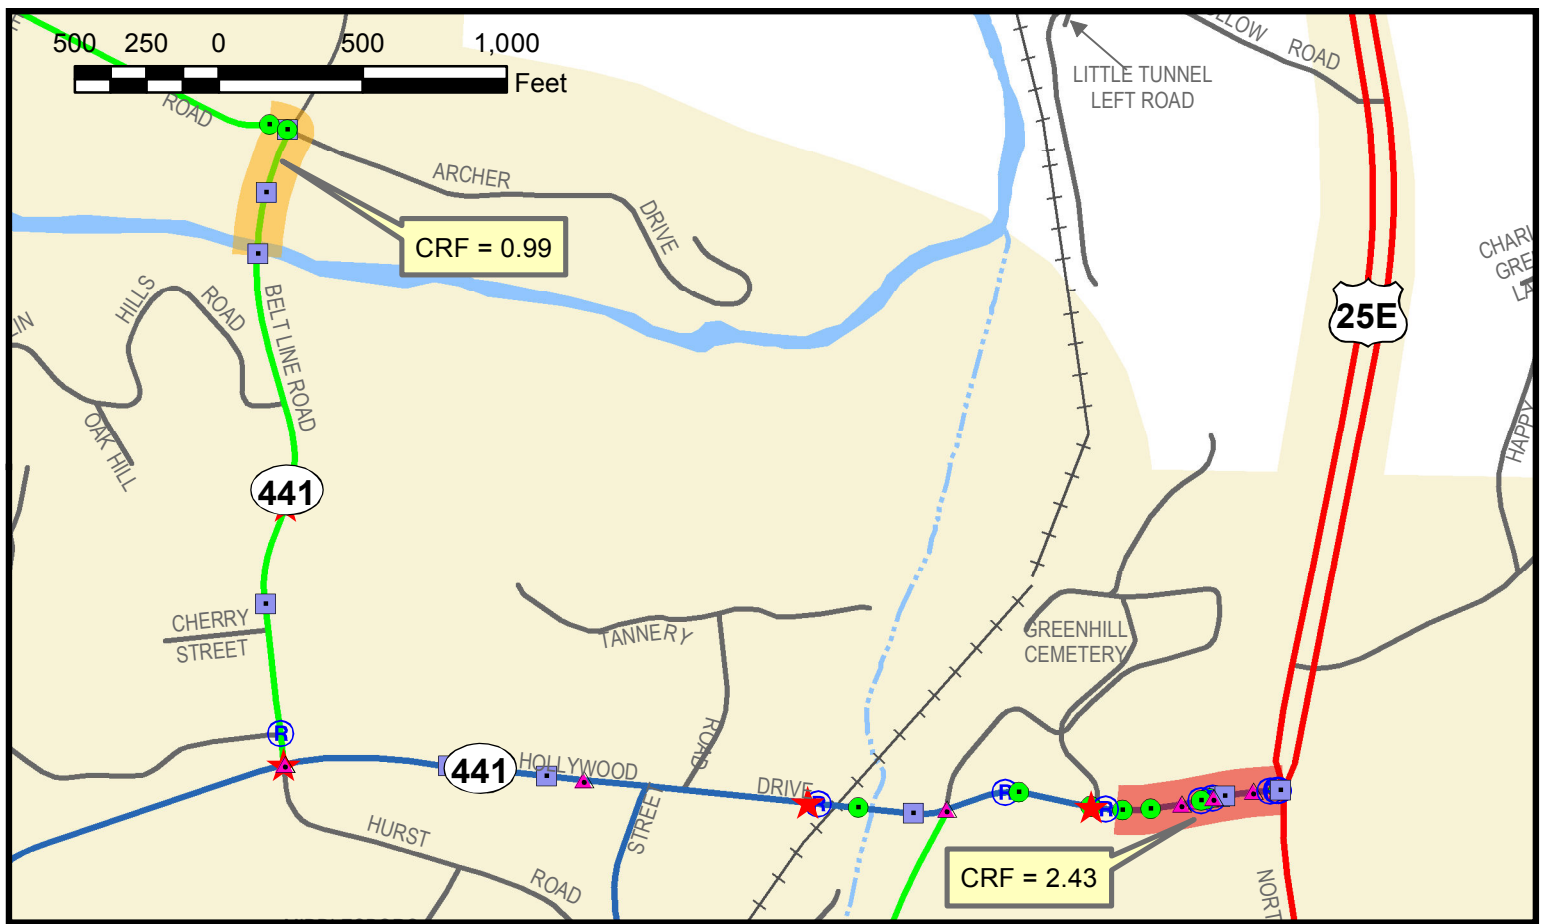 500 250 0 500 1,000
Feet
ROAD
LITTLE TUNNEL
LEFT ROAD
ROAD
ARCHER
DRIVE
CRF = 0.99
HILLS
ROAD
BELT LINE ROAD
OAK HILL
25E
HAPPY
441
CHERRY
STREET
TANNERY
ROAD
GREENHILL
CEMETERY
R
441
HOLLYWOOD
DRIVE
R
R
R
HURST
ROAD
CRF = 2.43